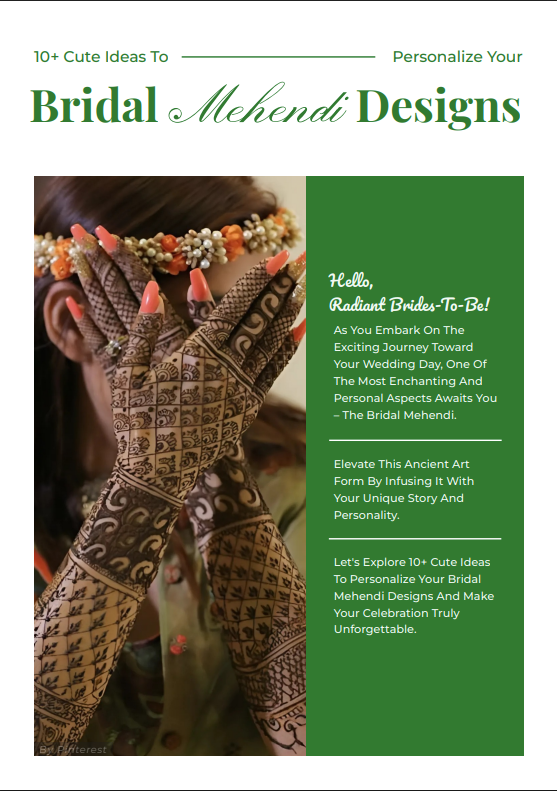 10+ Cute Ideas To Personalize Your
Bridal Mehendi Designs
Hello,
Radiant Brides-To-Be!
As You Embark On The
Exciting Journey Toward
Your Wedding Day, One Of
The Most Enchanting And
Personal Aspects Awaits You
– The Bridal Mehendi.
Elevate This Ancient Art
Form By Infusing It With
Your Unique Story And
Personality.
Let's Explore 10+ Cute Ideas
To Personalize Your Bridal
Mehendi Designs And Make
Your Celebration Truly
Unforgettable.
By Pinterest